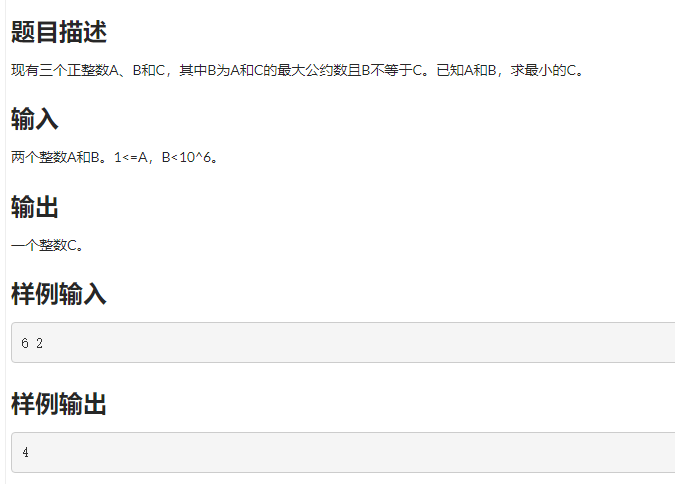 题目描述
现有三个正整数A、B和C，其中B为A和C的最大公约数且B不等于C。已知A和B，求最小的C。
输入
两个整数A和B。1<=A，B<10^6。
输出
一个整数C。
样例输入
6 2
样例输出
4